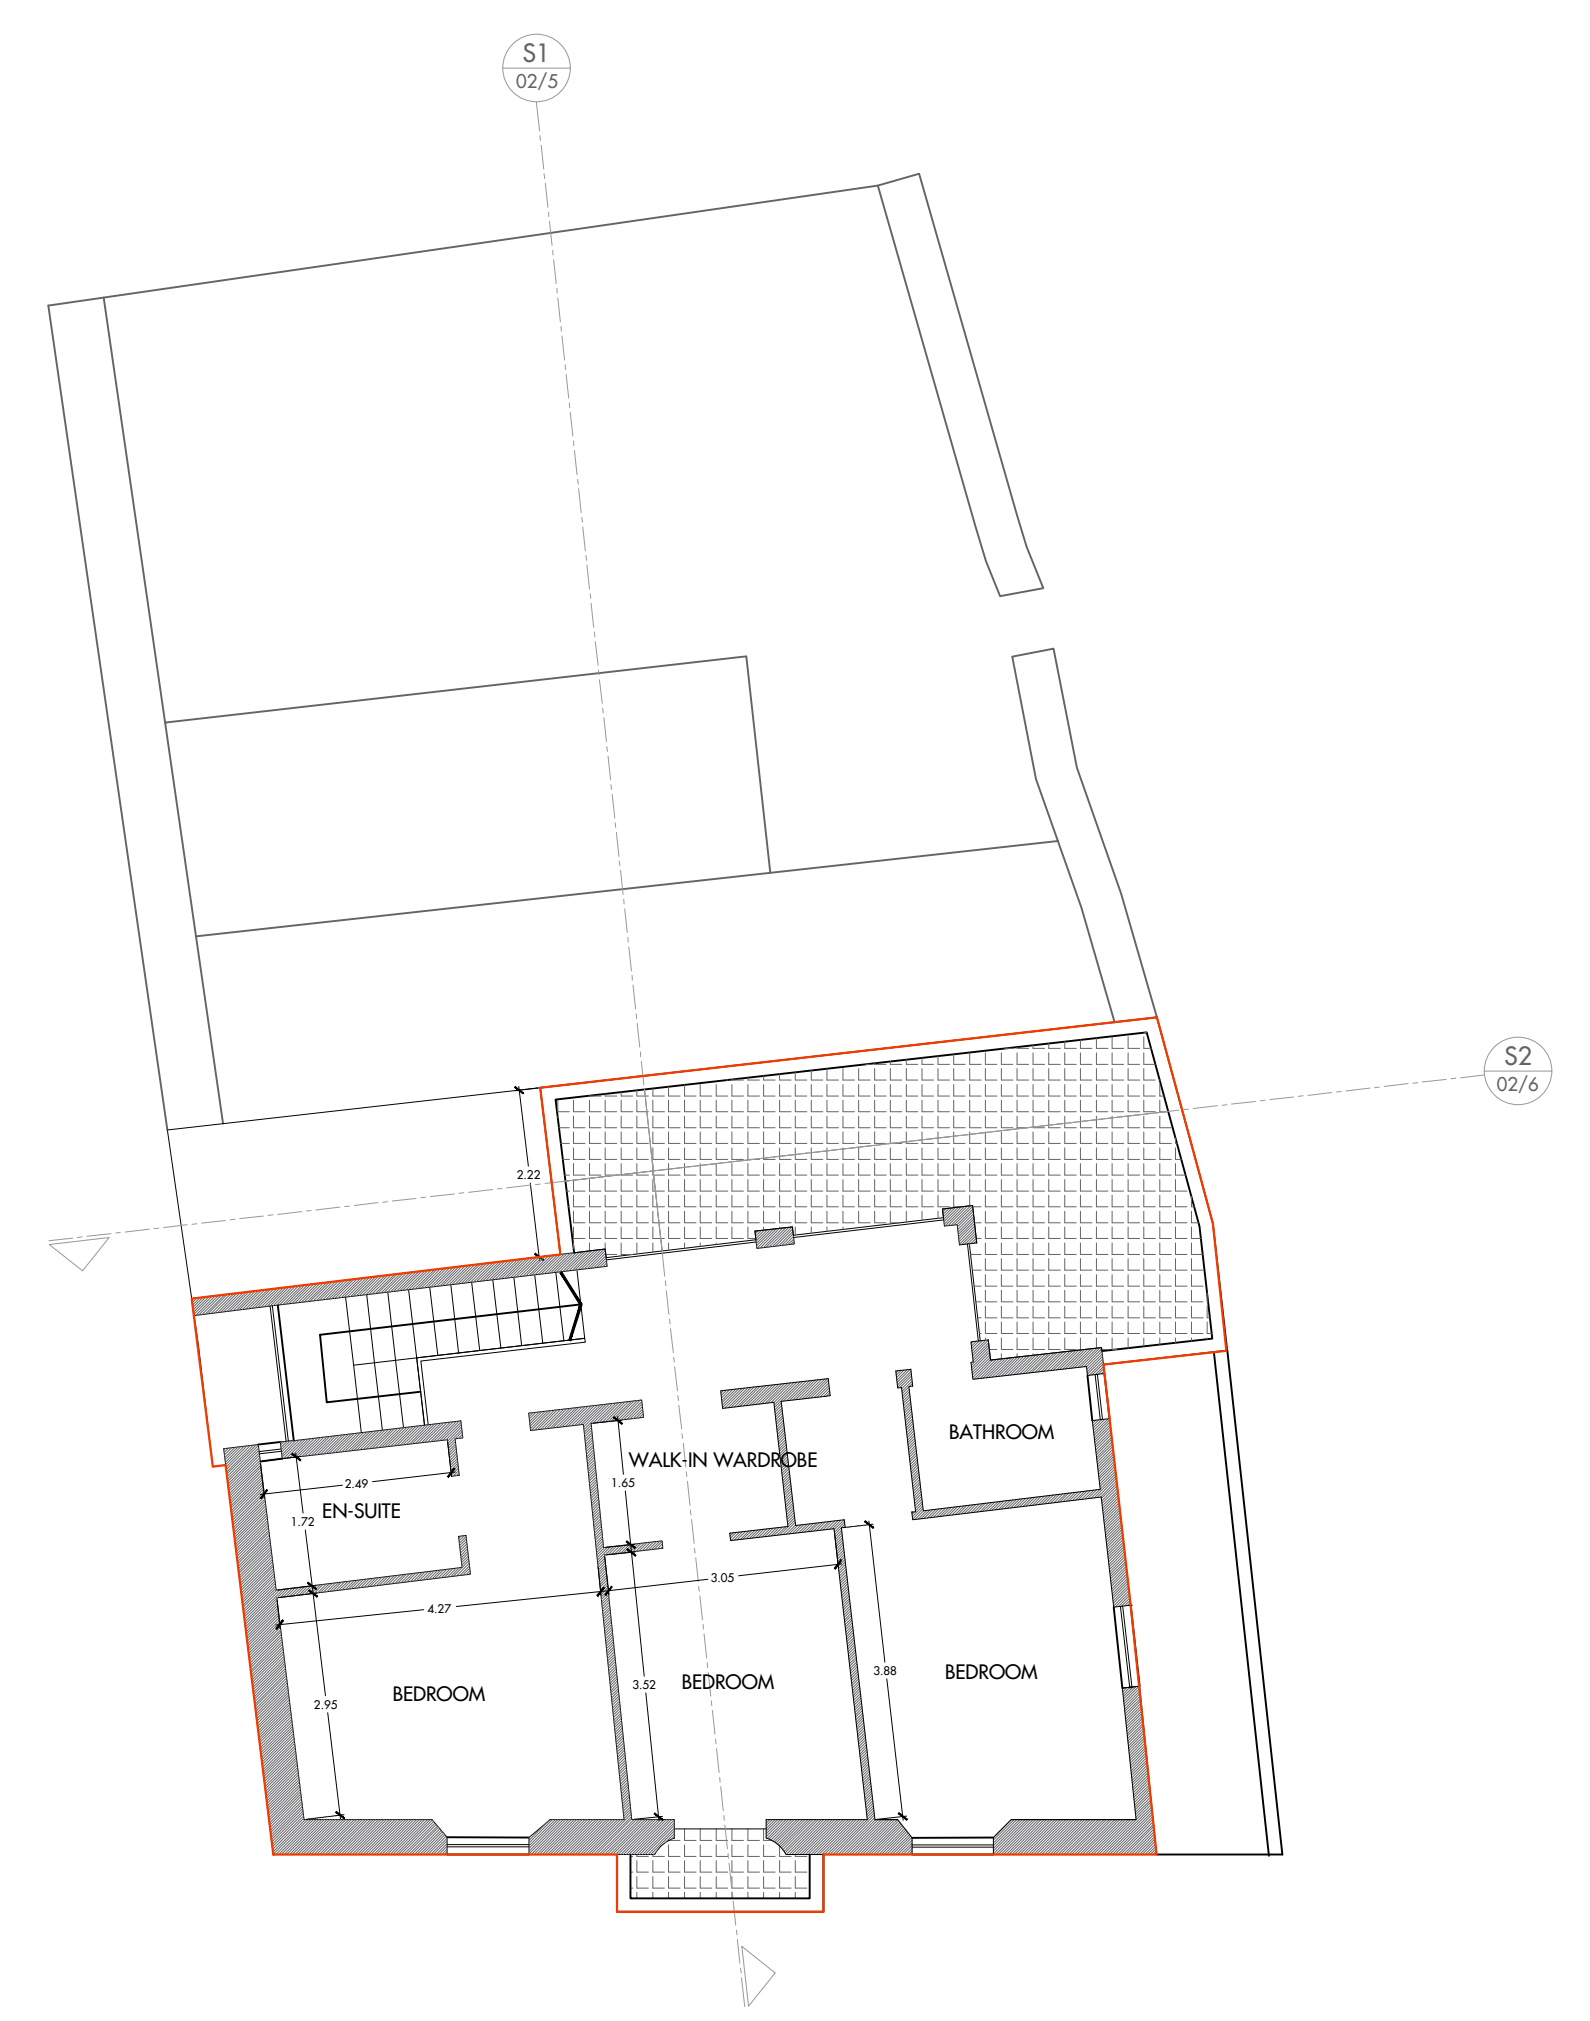 S1
02/5
S2
02/6
2.22
BATHROOM
WALK-IN WARDROBE
1.65
2.49
EN-SUITE
1.72
3.05
4.27
3.88
BEDROOM
BEDROOM
3.52
BEDROOM
2.95